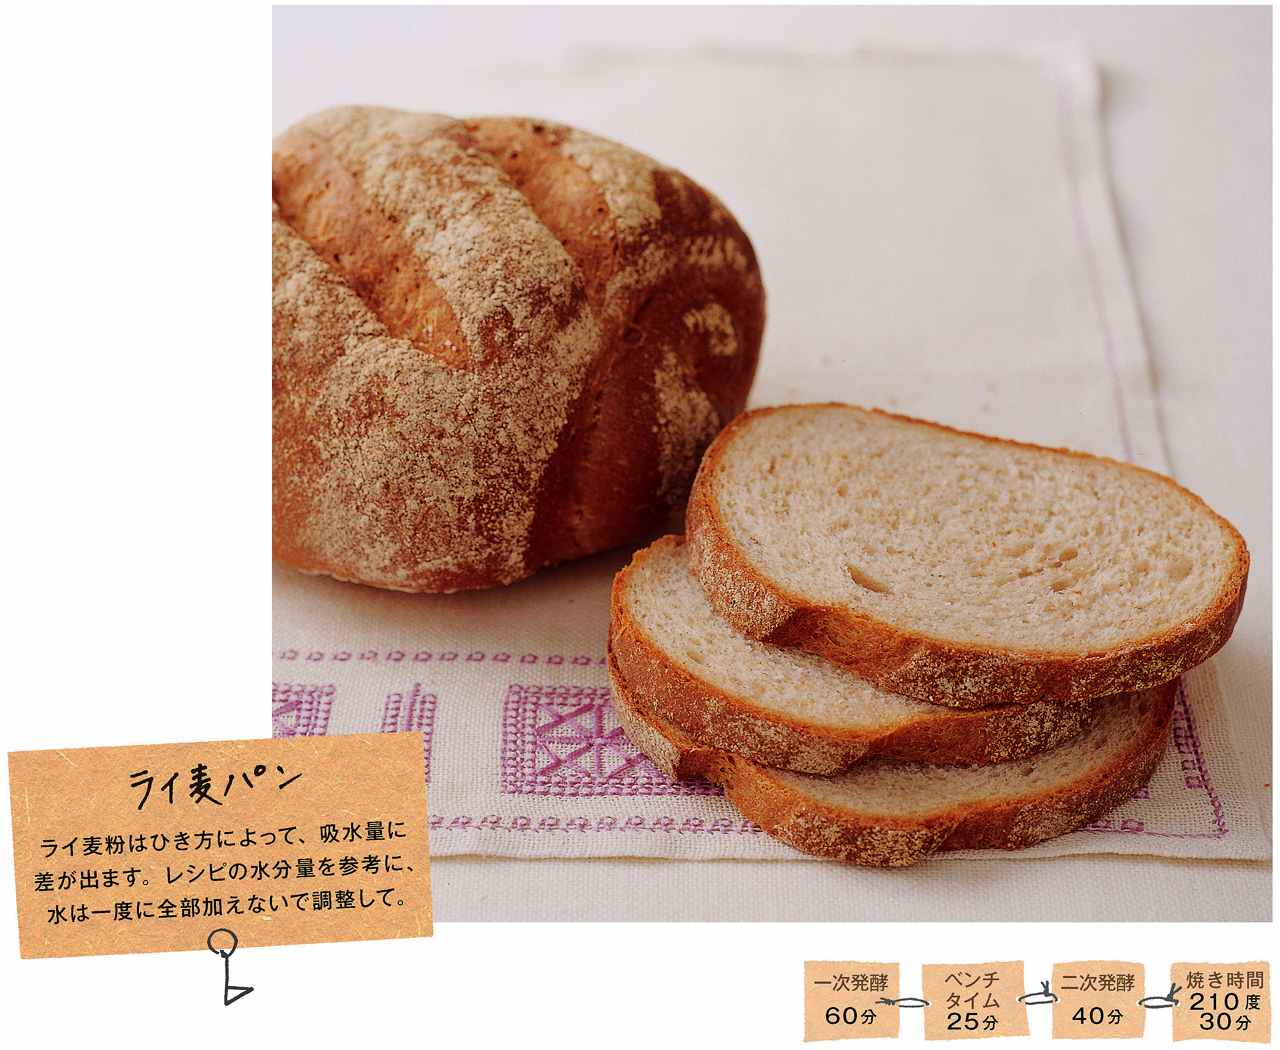 ライ麦パン
ライ麦粉はひき方によって、吸水量に
差が出ます。レシピの水分量を参考に、
水は一度に全部加えないで調整して。
一次発酵
60分
ベンチ
タイム
25分
二次発酵
40分
焼き時間
210度
30分